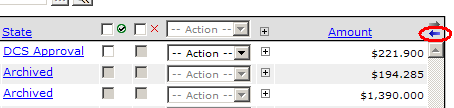 State -- Action -- Amount
DCS Approval -- Action -- $221.900
Archived -- Action -- $194.285
Archived -- Action -- $1,390.000